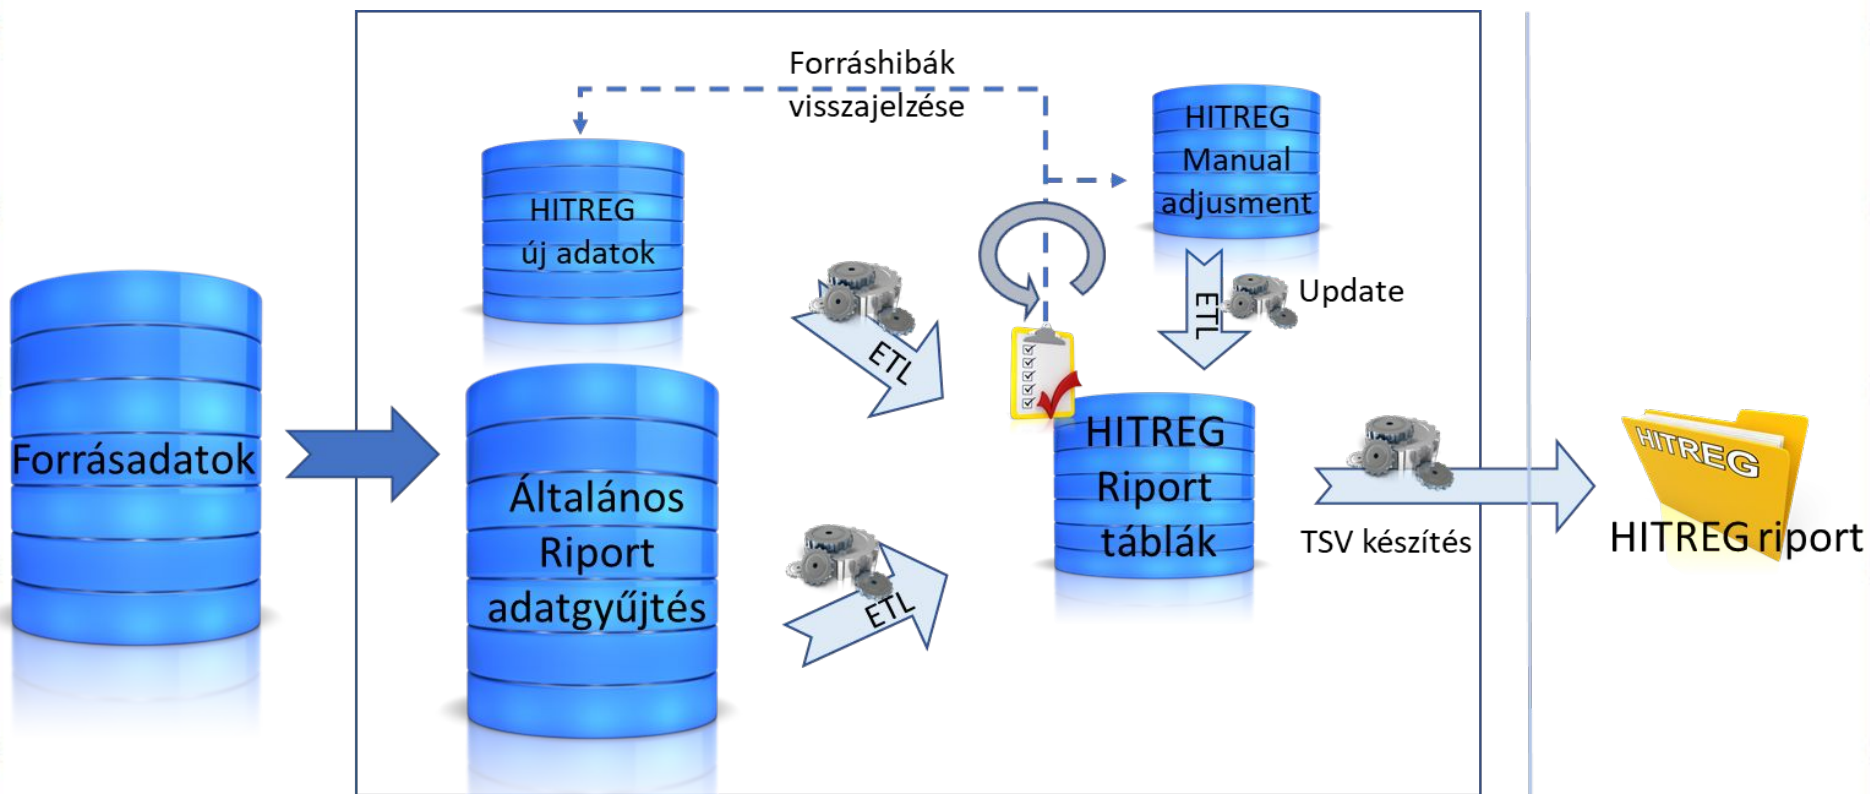 Forráshibák
visszajelzése
HITREG
Manual
adjusment
HITREG
új adatok
ETL
Update
ETL
Forrásadatok
Általános
Riport
adatgyűjtés
HITREG
Riport
táblák
ETL
TSV készítés
HITREG
HITREG riport